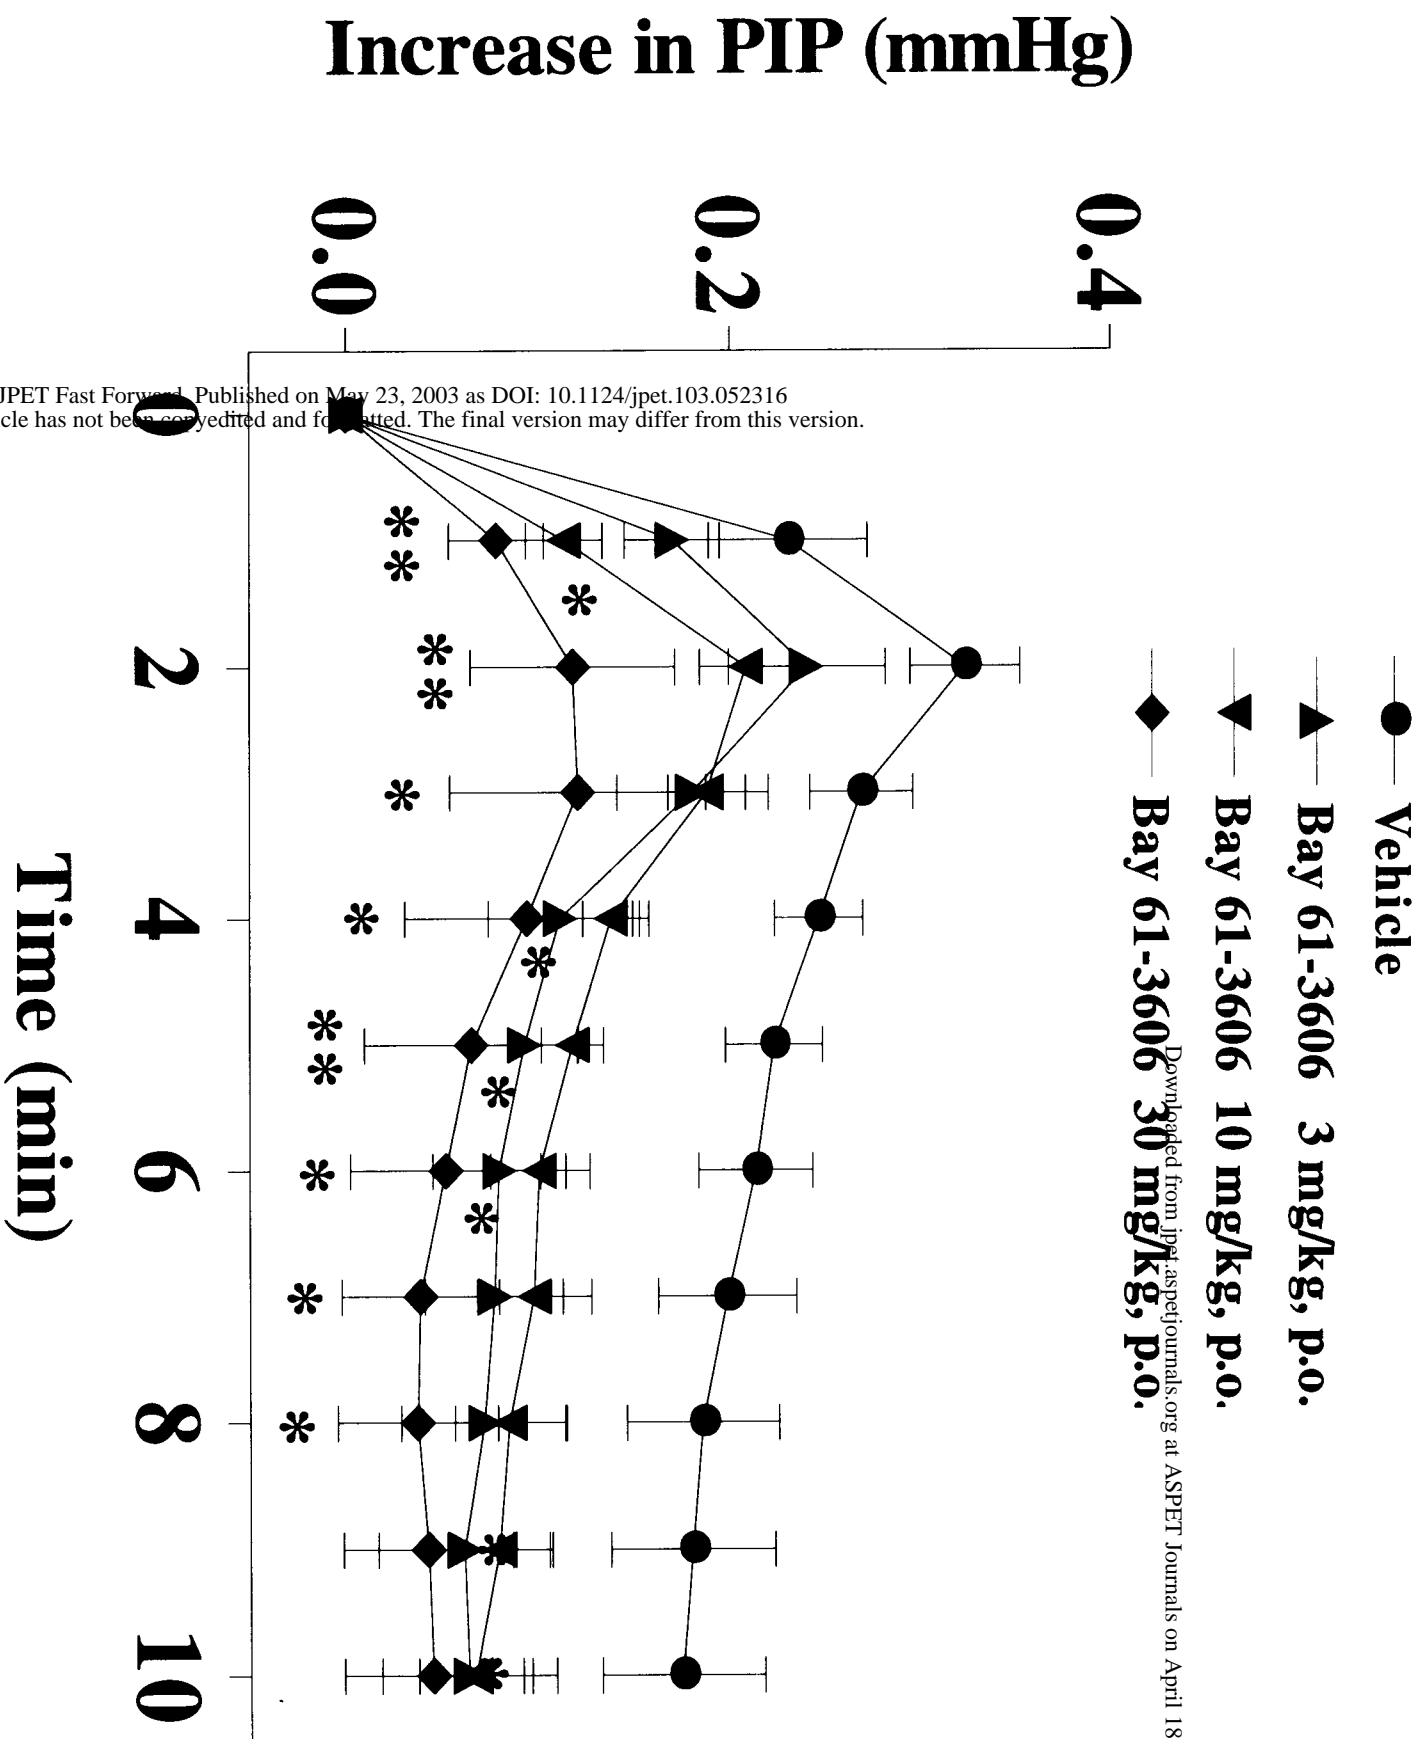 Increase in PIP (mmHg)
0.4
0.2
0.0
0
2
4
6
8
10
Time (min)
Vehicle
Bay 61-3606 3 mg/kg, p.o.
Bay 61-3606 10 mg/kg, p.o.
Bay 61-3606 30 mg/kg, p.o.
**
*
**
*
*
*
**
*
*
*
*
*
*
*
JPET Fast Forward. Published on May 23, 2003 as DOI: 10.1124/jpet.103.052316
cle has not been copyedited and formatted. The final version may differ from this version.
Downloaded from jpet.aspetjournals.org at ASPET Journals on April 18